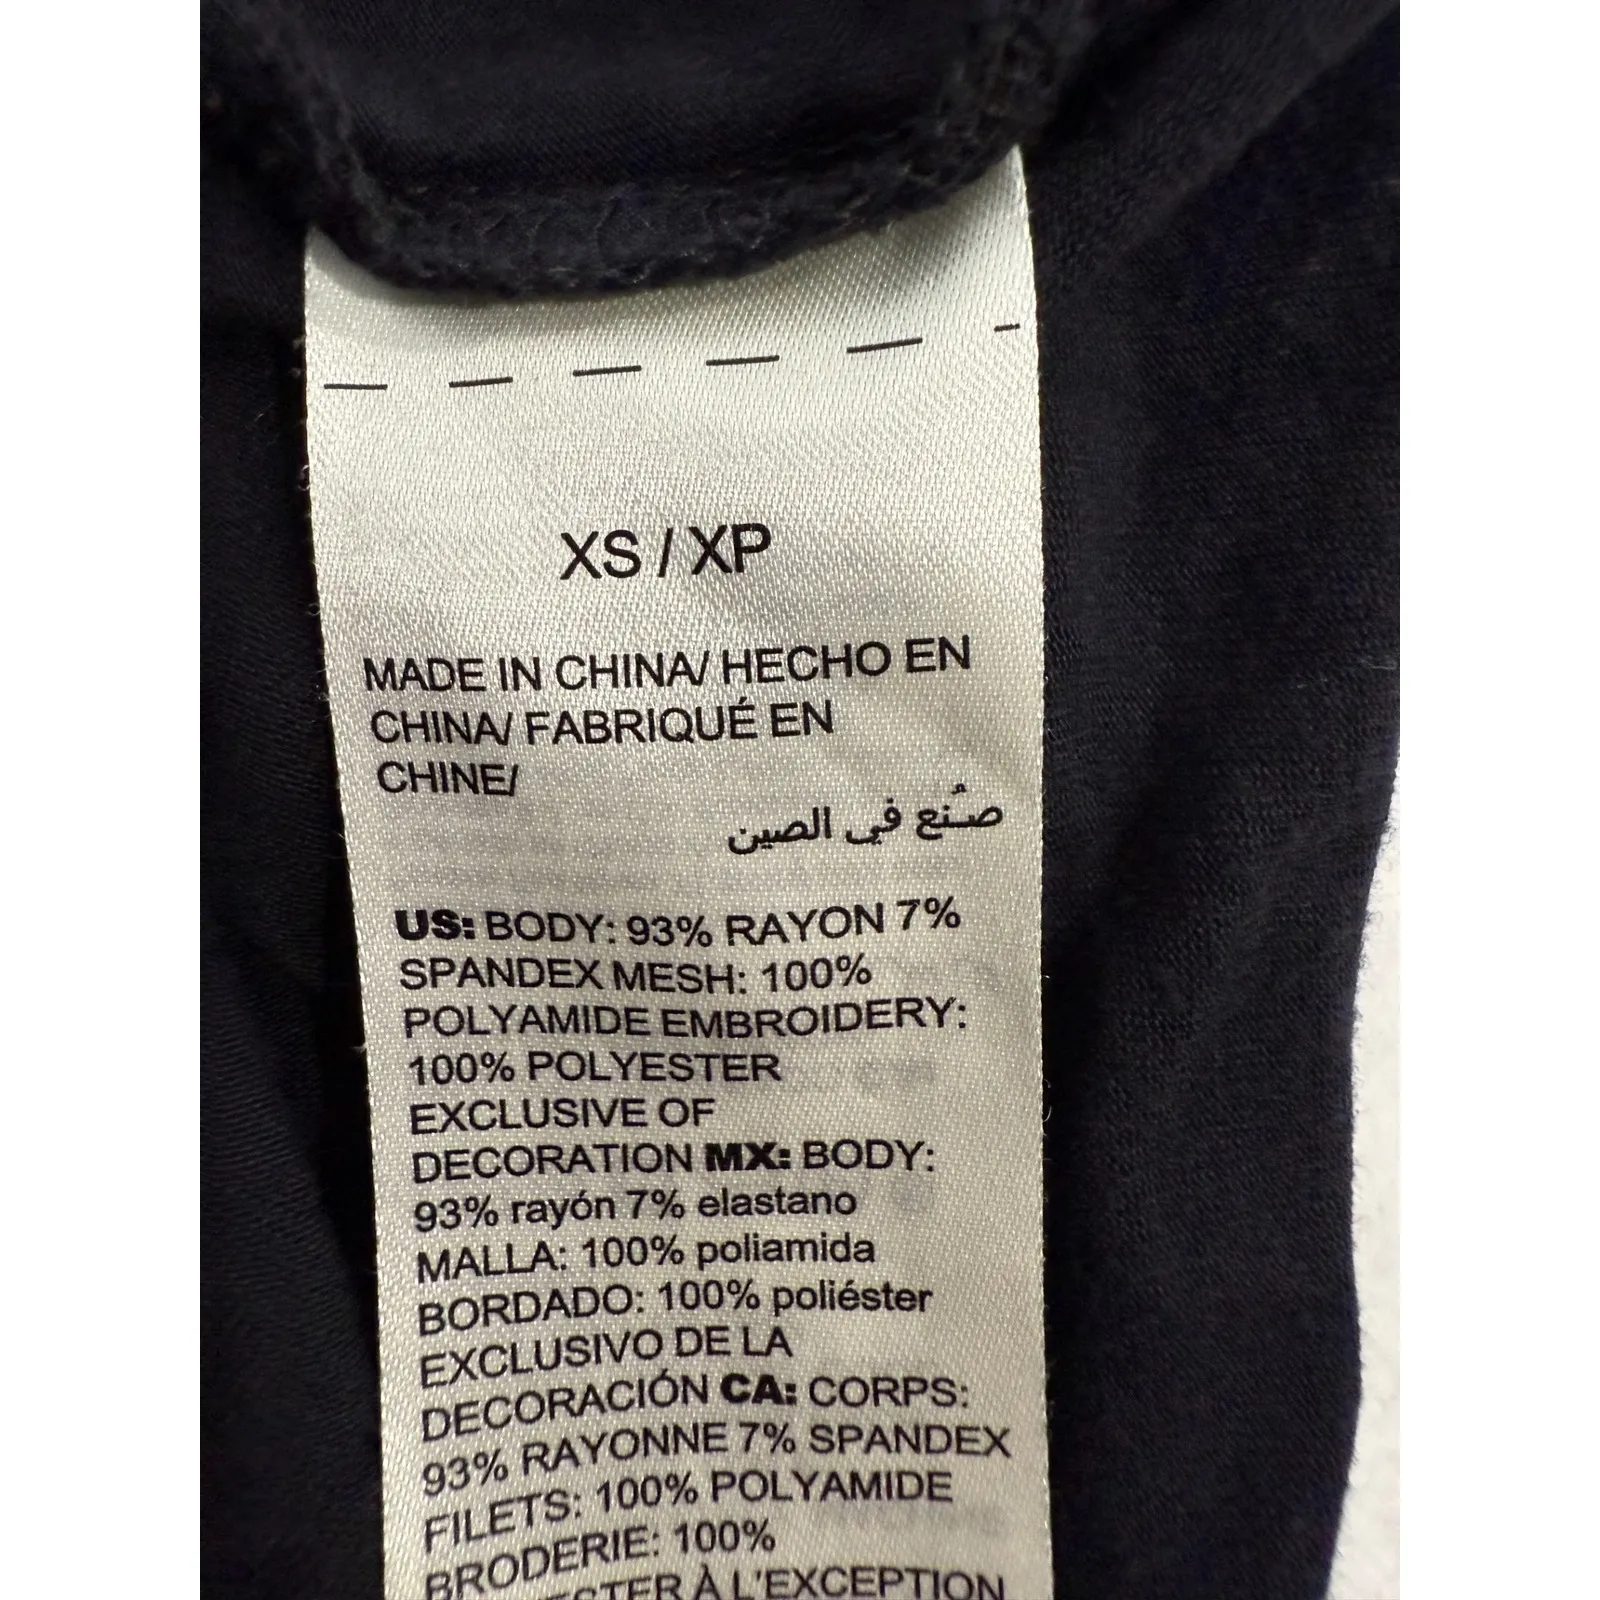 XS / XP
MADE IN CHINA/ HECHO EN
CHINA/ FABRIQUÉ EN
CHINE/
صُنع في الصين
US: BODY: 93% RAYON 7%
SPANDEX MESH: 100%
POLYAMIDE EMBROIDERY:
100% POLYESTER
EXCLUSIVE OF
DECORATION MX: BODY:
93% rayón 7% elastano
MALLA: 100% poliamida
BORDADO: 100% poliéster
EXCLUSIVO DE LA
DECORACIÓN CA: CORPS:
93% RAYONNE 7% SPANDEX
FILETS: 100% POLYAMIDE
BRODERIE: 100%
À L'EXCEPTION